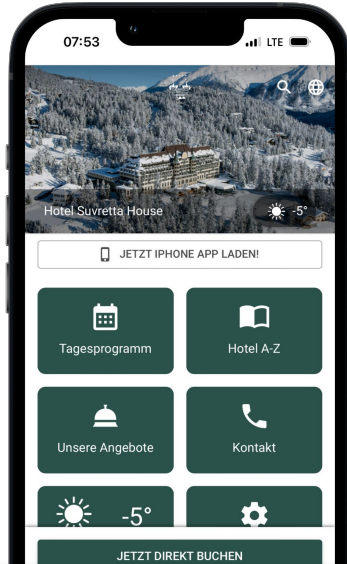 07:53
LTE
Hotel Suvretta House
-5°
JETZT IPHONE APP LADEN!
Tagesprogramm
Hotel A-Z
Unsere Angebote
Kontakt
-5°
JETZT DIREKT BUCHEN